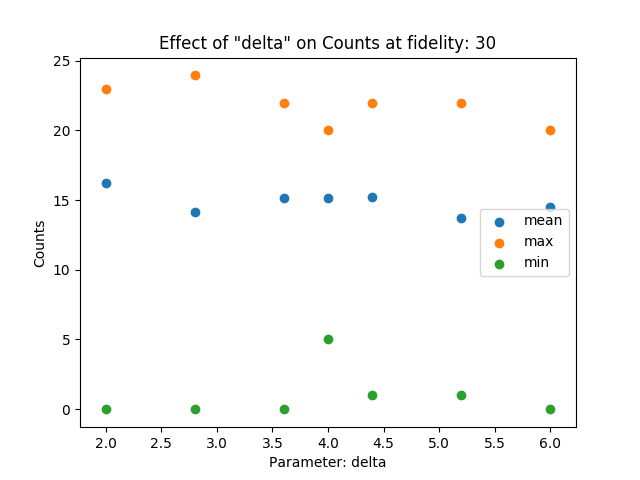 Effect of "delta" on Counts at fidelity: 30
25
20
15
10
5
0
Counts
mean
max
min
2.0 2.5 3.0 3.5 4.0 4.5 5.0 5.5 6.0
Parameter: delta